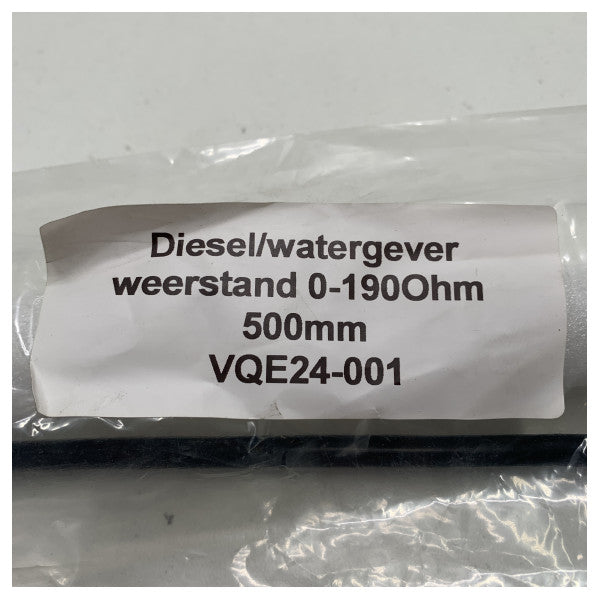 Diesel/watergever
weerstand 0-190Ohm
500mm
VQE24-001